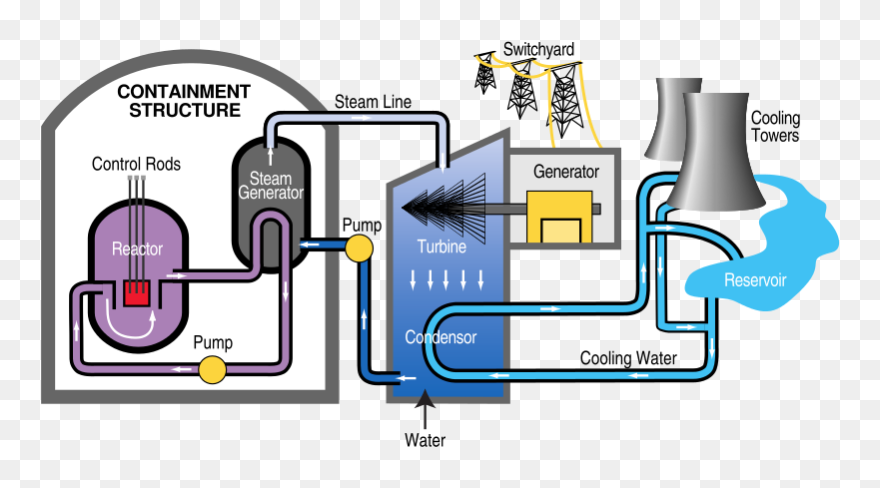 Switchyard
CONTAINMENT
STRUCTURE
Steam Line
Cooling
Towers
Control Rods
Steam
Generator
Generator
Pump
Reactor
Turbine
Reservoir
Condensor
Pump
Cooling Water
Water